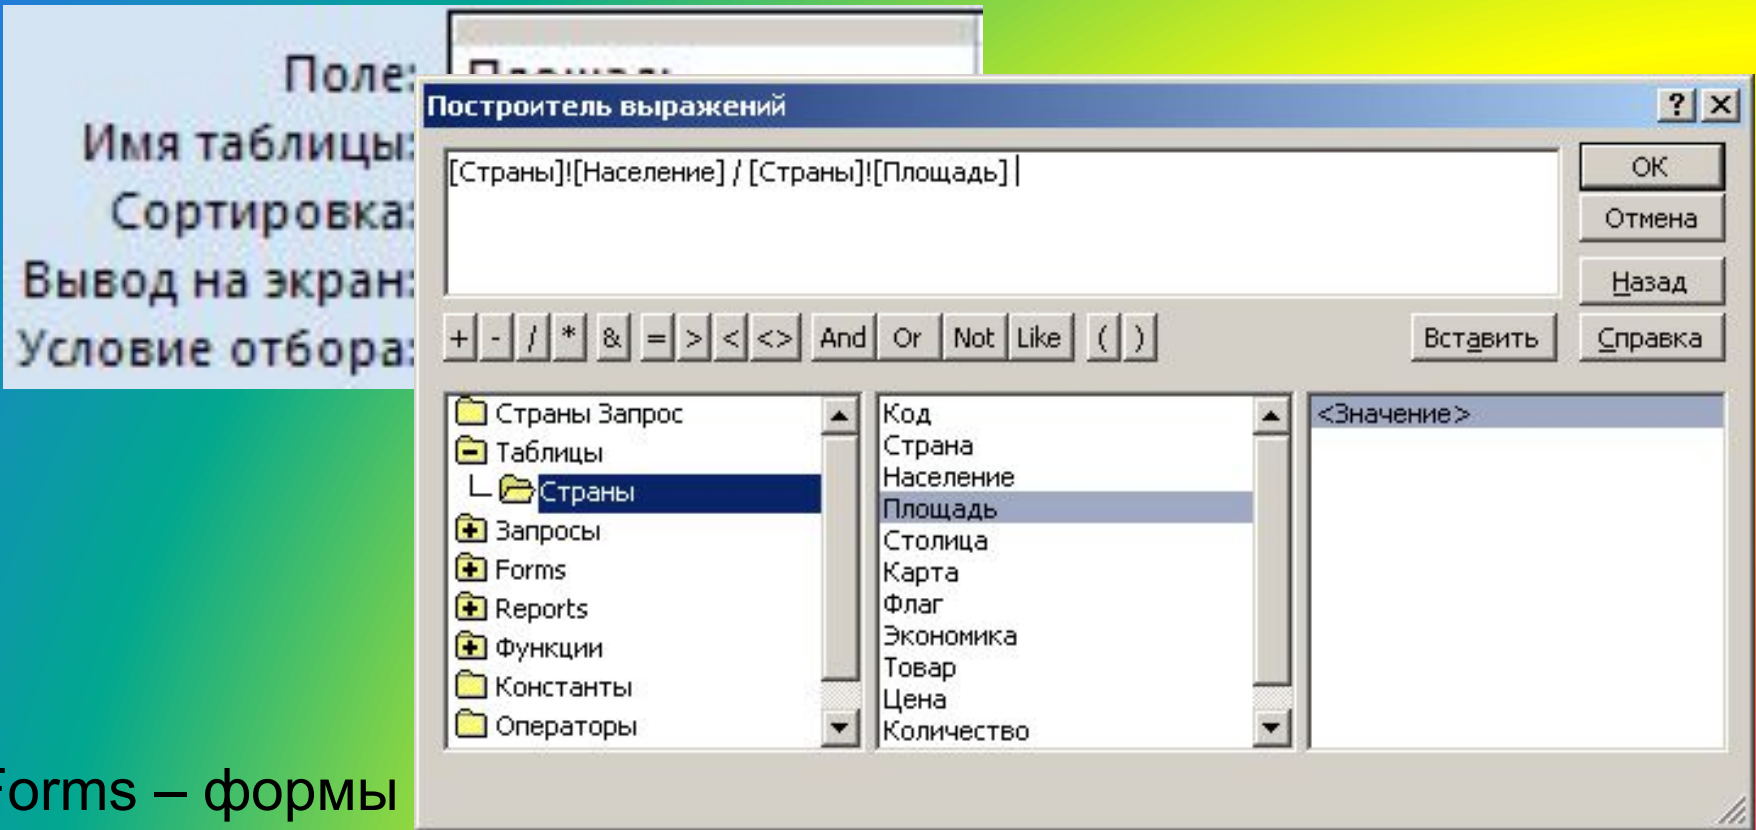 Поле:
Имя таблицы:
Сортировка:
Вывод на экран:
Условие отбора:
Площадь
Построитель выражений
?
[Страны]![Население] / [Страны]![Площадь]
OK
Отмена
Назад
+ - / * & = > < <> And Or Not Like ( )
Вставить
Справка
Страны Запрос
Таблицы
Страны
Запросы
Forms
Reports
Функции
Константы
Операторы
Код
Страна
Население
Площадь
Столица
Карта
Флаг
Экономика
Товар
Цена
Количество
<Значение>
Forms – формы